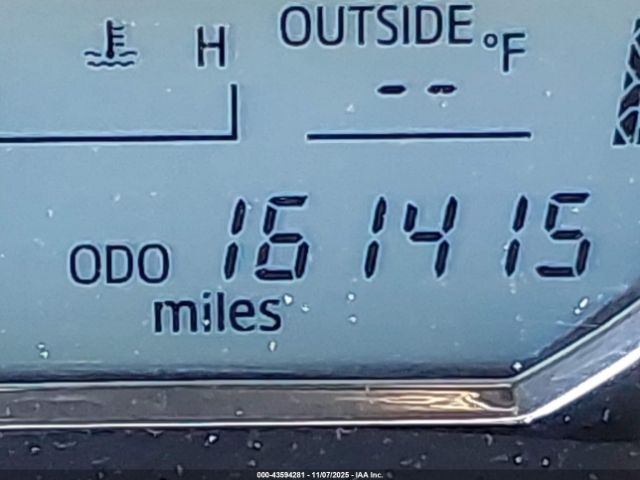 H OUTSIDE °F
--
ODO 161415
miles
000-43594281 - 11/07/2025 - IAA Inc.